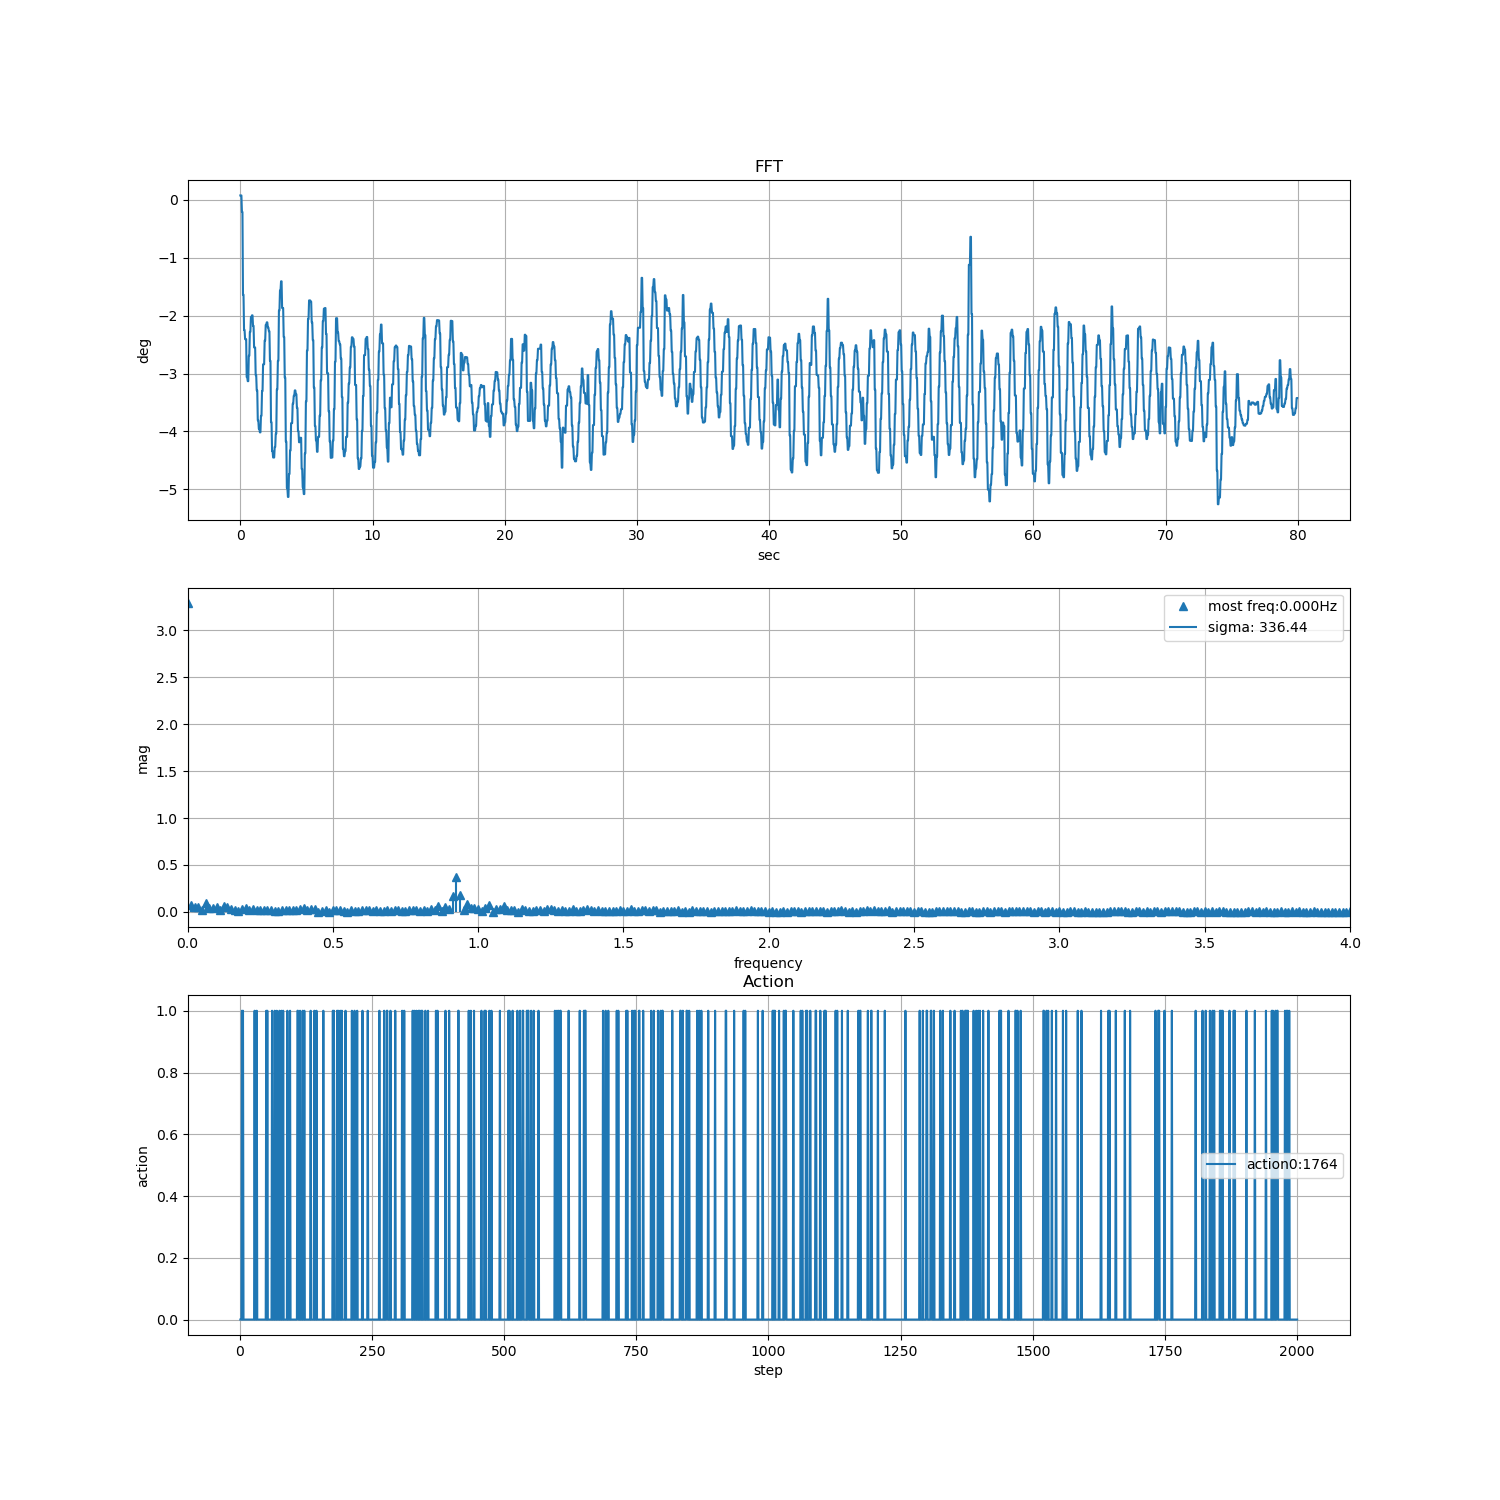 FFT
0
−1
−2
−3
−4
−5
deg
0 10 20 30 40 50 60 70 80
sec
most freq:0.000Hz
sigma: 336.44
3.0
2.5
2.0
1.5
1.0
0.5
0.0
mag
0.0 0.5 1.0 1.5 2.0 2.5 3.0 3.5 4.0
frequency
Action
1.0
0.8
0.6
0.4
0.2
0.0
action
action0:1764
0 250 500 750 1000 1250 1500 1750 2000
step